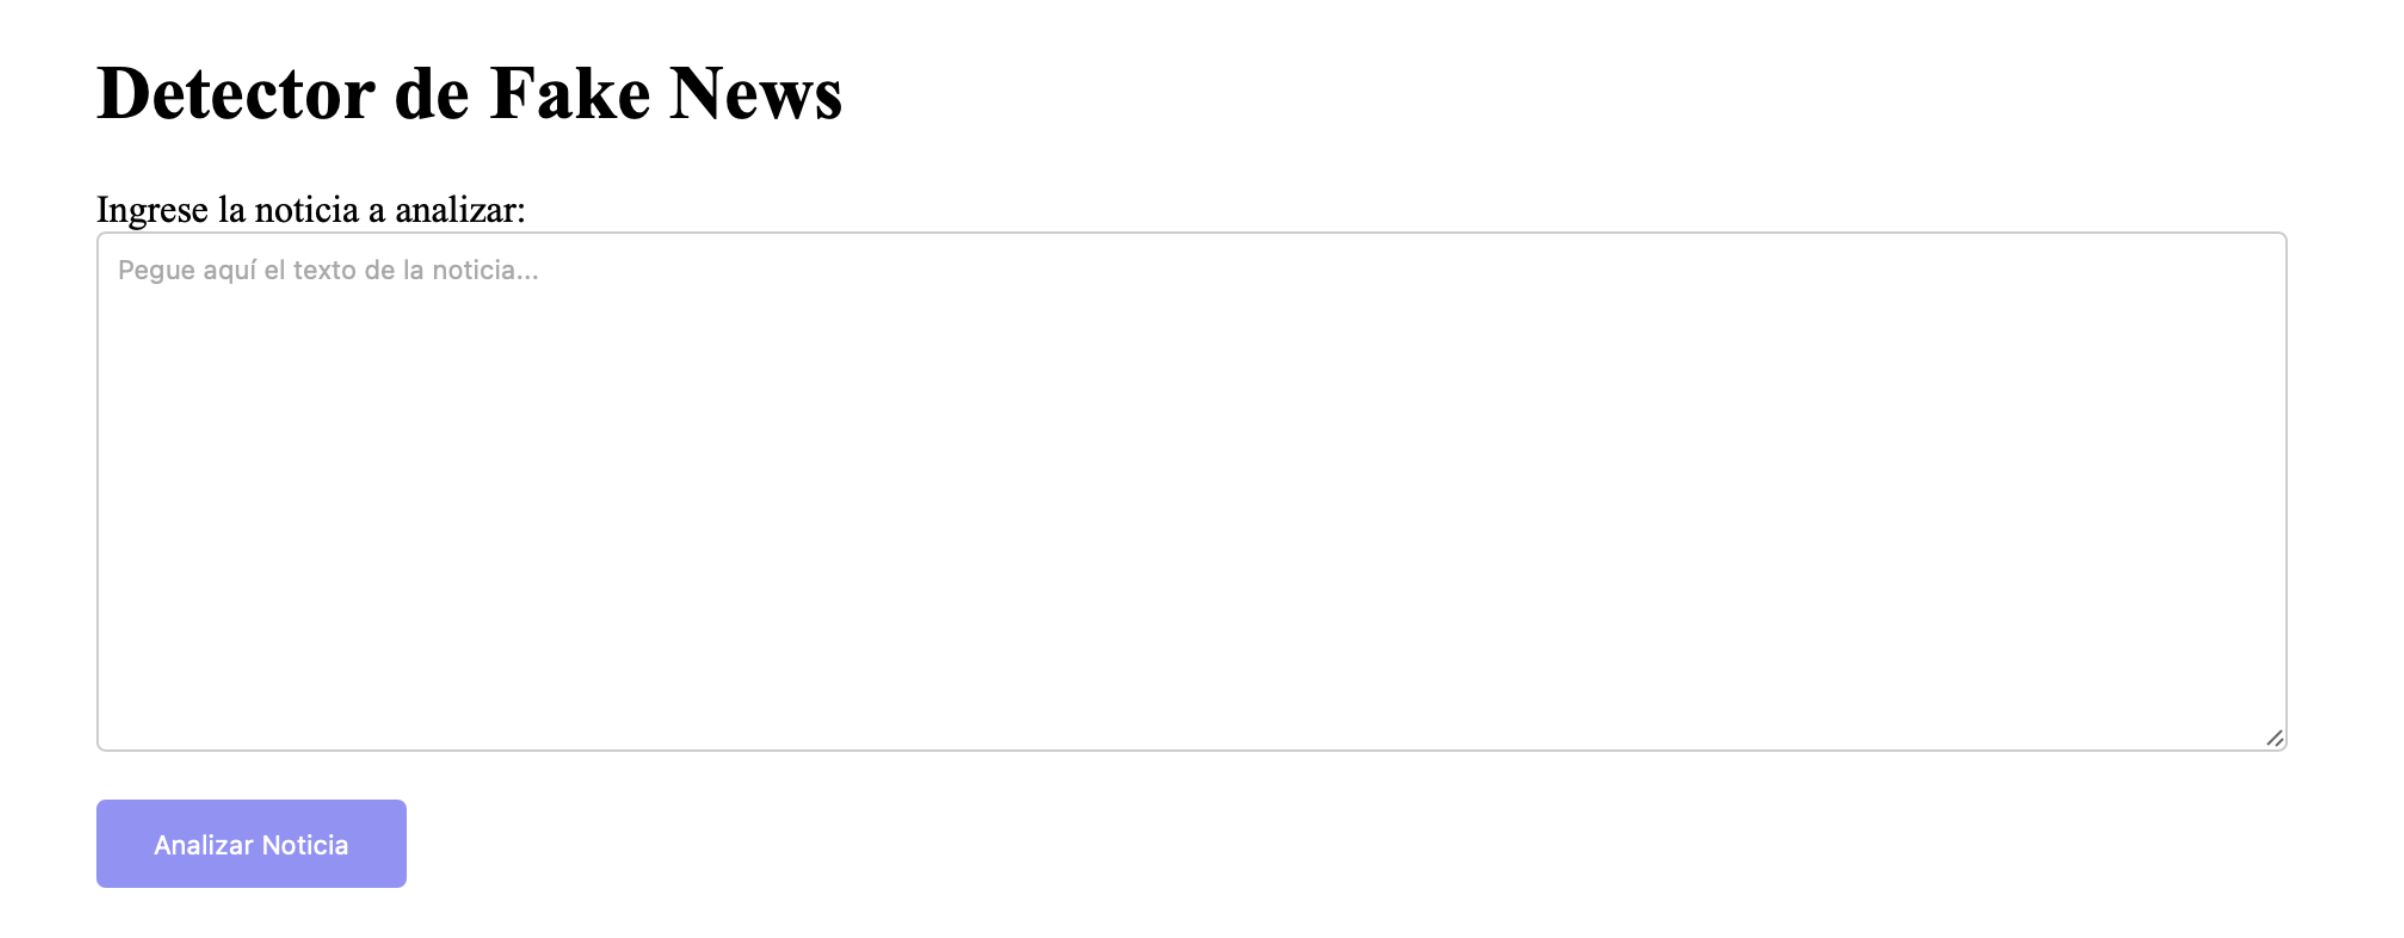 Detector de Fake News
Ingrese la noticia a analizar:
Pegue aquí el texto de la noticia...
Analizar Noticia